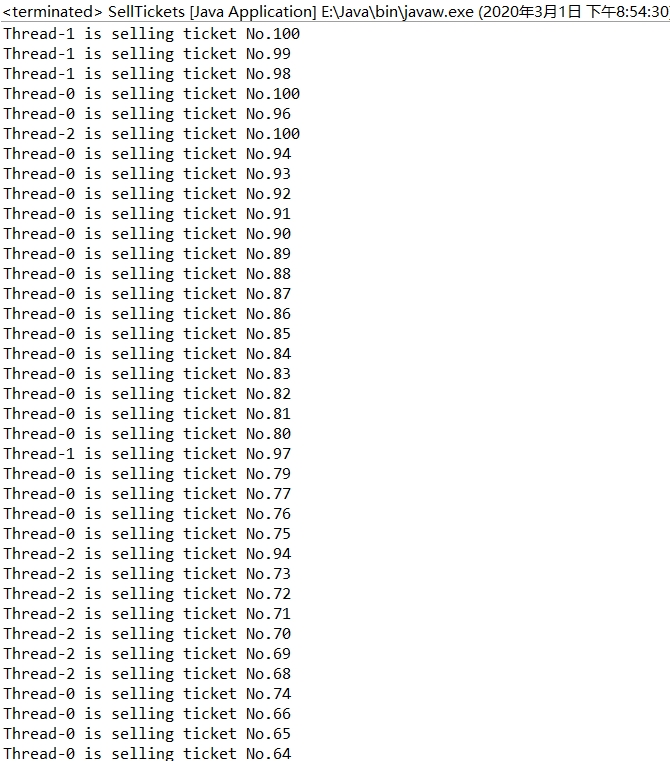 <terminated> SellTickets [Java Application] E:\Java\bin\javaw.exe (2020年3月1日 下午8:54:30
Thread-1 is selling ticket No.100
Thread-1 is selling ticket No.99
Thread-1 is selling ticket No.98
Thread-0 is selling ticket No.100
Thread-0 is selling ticket No.96
Thread-2 is selling ticket No.100
Thread-0 is selling ticket No.94
Thread-0 is selling ticket No.93
Thread-0 is selling ticket No.92
Thread-0 is selling ticket No.91
Thread-0 is selling ticket No.90
Thread-0 is selling ticket No.89
Thread-0 is selling ticket No.88
Thread-0 is selling ticket No.87
Thread-0 is selling ticket No.86
Thread-0 is selling ticket No.85
Thread-0 is selling ticket No.84
Thread-0 is selling ticket No.83
Thread-0 is selling ticket No.82
Thread-0 is selling ticket No.81
Thread-0 is selling ticket No.80
Thread-1 is selling ticket No.97
Thread-0 is selling ticket No.79
Thread-0 is selling ticket No.77
Thread-0 is selling ticket No.76
Thread-0 is selling ticket No.75
Thread-2 is selling ticket No.94
Thread-2 is selling ticket No.73
Thread-2 is selling ticket No.72
Thread-2 is selling ticket No.71
Thread-2 is selling ticket No.70
Thread-2 is selling ticket No.69
Thread-2 is selling ticket No.68
Thread-0 is selling ticket No.74
Thread-0 is selling ticket No.66
Thread-0 is selling ticket No.65
Thread-0 is selling ticket No.64